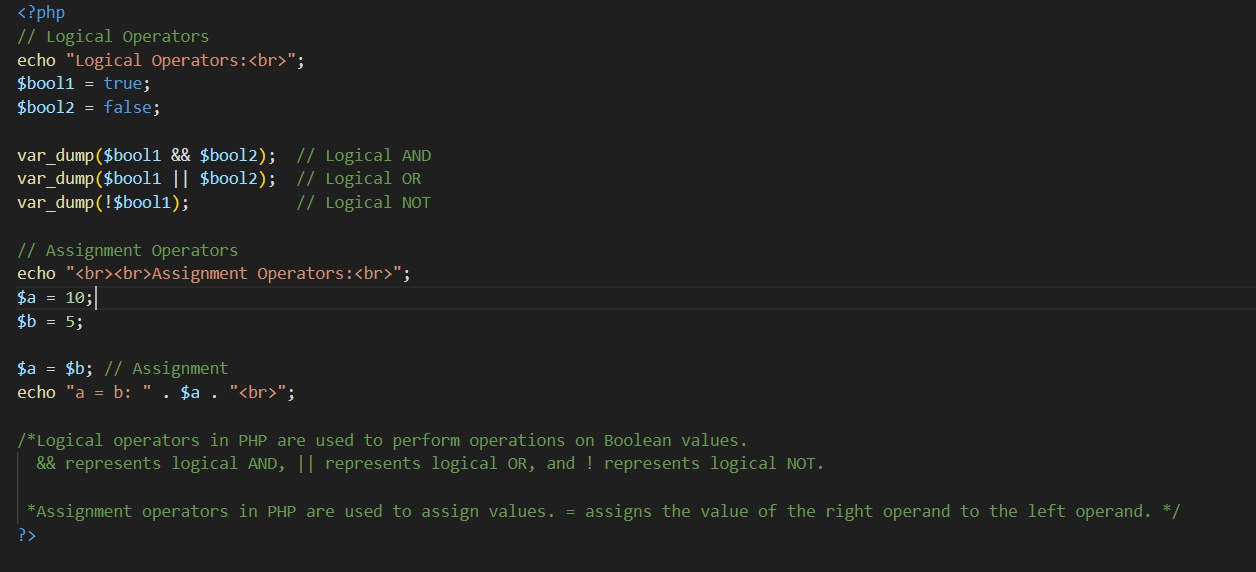 <?php
// Logical Operators
echo "Logical Operators:<br>";
$bool1 = true;
$bool2 = false;

var_dump($bool1 && $bool2);  // Logical AND
var_dump($bool1 || $bool2);  // Logical OR
var_dump(!$bool1);           // Logical NOT

// Assignment Operators
echo "<br><br>Assignment Operators:<br>";
$a = 10;
$b = 5;

$a = $b; // Assignment
echo "a = b: " . $a . "<br>";

/*Logical operators in PHP are used to perform operations on Boolean values.
  && represents logical AND, || represents logical OR, and ! represents logical NOT.

 *Assignment operators in PHP are used to assign values. = assigns the value of the right operand to the left operand. */
?>